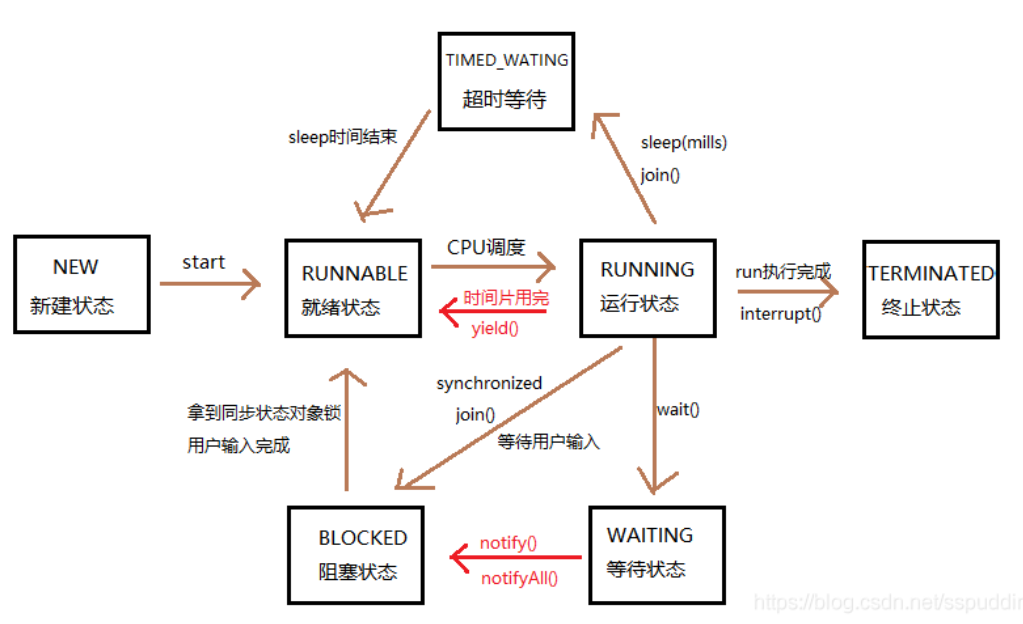 TIMED_WATING
超时等待
sleep时间结束
sleep(mills)
join()
NEW
新建状态
start
RUNNABLE
就绪状态
CPU调度
时间片用完
yield()
RUNNING
运行状态
run执行完成
interrupt()
TERMINATED
终止状态
拿到同步状态对象锁
用户输入完成
synchronized
join()
等待用户输入
wait()
BLOCKED
阻塞状态
notify()
notifyAll()
WAITING
等待状态
https://blog.csdn.net/sspuddin